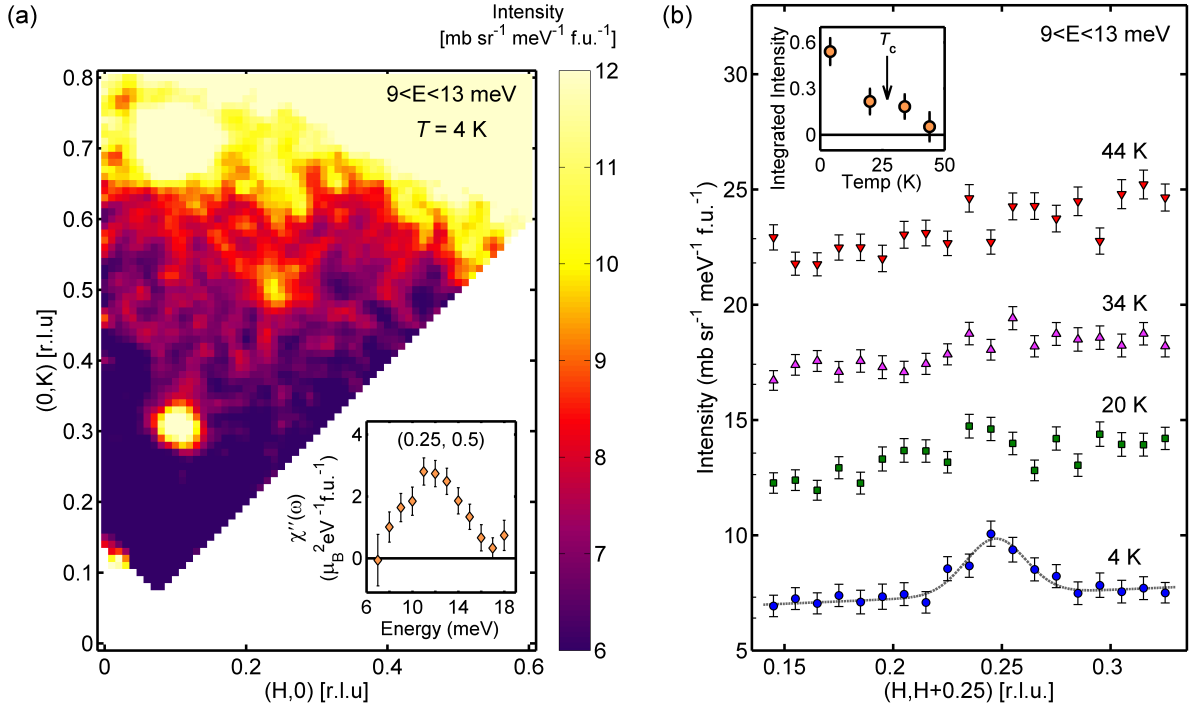 (a)
Intensity
[mb sr⁻¹ meV⁻¹ f.u.⁻¹]
9<E<13 meV
T = 4 K
0.8
0.7
0.6
0.5
0.4
0.3
0.2
0.1
0
(0,K) [r.l.u]
0
0.2
0.4
0.6
(H,0) [r.l.u]
12
11
10
9
8
7
6
(0.25, 0.5)
4
2
0
χ′′(ω)
(μ_B² eV⁻¹f.u.⁻¹)
6
10
14
18
Energy (meV)
(b)
9<E<13 meV
30
25
20
15
10
5
Intensity (mb sr⁻¹ meV⁻¹ f.u.⁻¹)
0.6
0.3
0
Integrated Intensity
T_c
0
25
50
Temp (K)
44 K
34 K
20 K
4 K
0.15
0.2
0.25
0.3
(H,H+0.25) [r.l.u.]